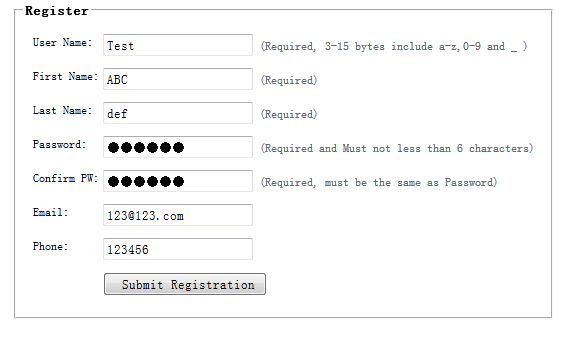 Register
User Name: Test (Required, 3-15 bytes include a-z,0-9 and _ )
First Name: ABC (Required)
Last Name: def (Required)
Password: ●●●●●● (Required and Must not less than 6 characters)
Confirm PW: ●●●●●● (Required, must be the same as Password)
Email: 123@123.com
Phone: 123456
Submit Registration